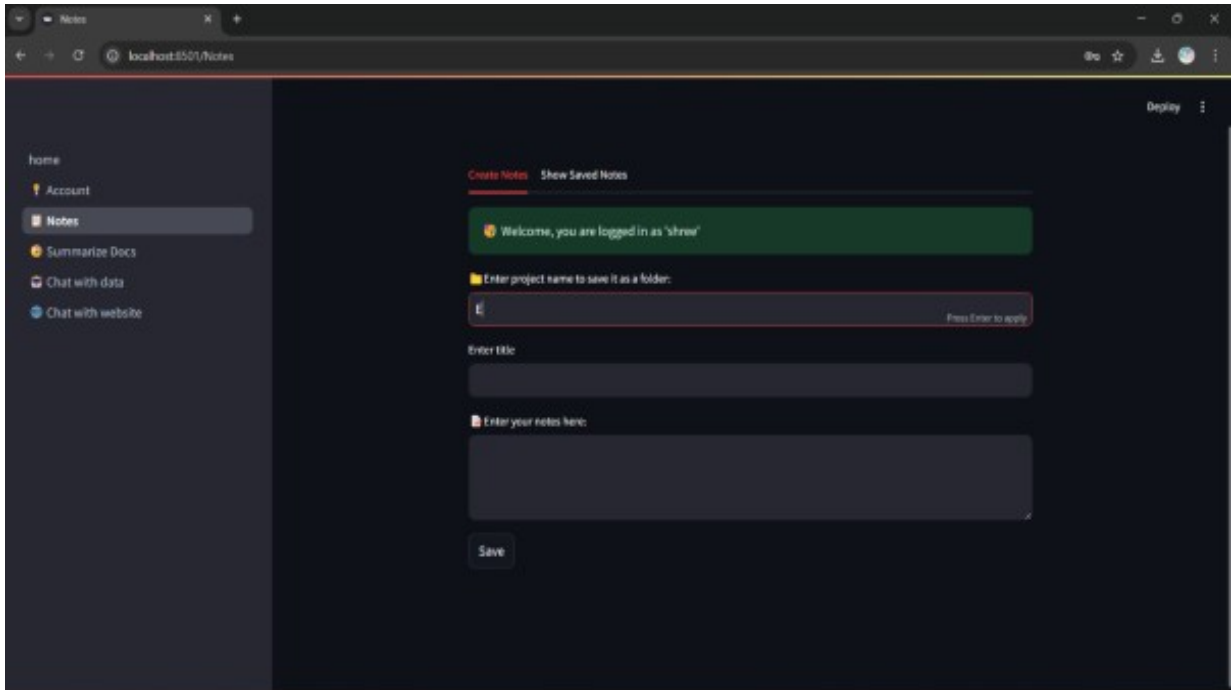 Notes
localhost:8501/Notes
Deploy
home
Account
Notes
Summarize Docs
Chat with data
Chat with website
Create Notes Show Saved Notes
Welcome, you are logged in as 'shree'
Enter project name to save it as a folder:
E
Press Enter to apply
Enter title
Enter your notes here:
Save